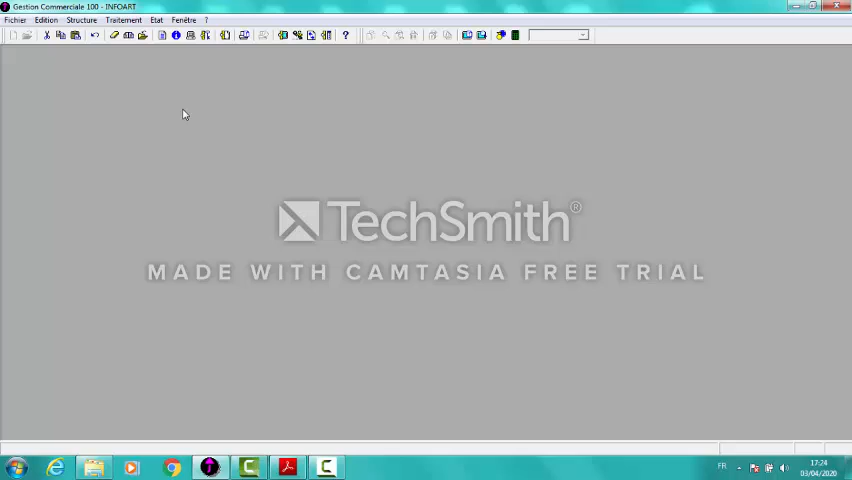 Gestion Commerciale 100 - INFOART
Fichier Edition Structure Traitement Etat Fenêtre ?
TechSmith®
MADE WITH CAMTASIA FREE TRIAL
FR 17:24
03/04/2020